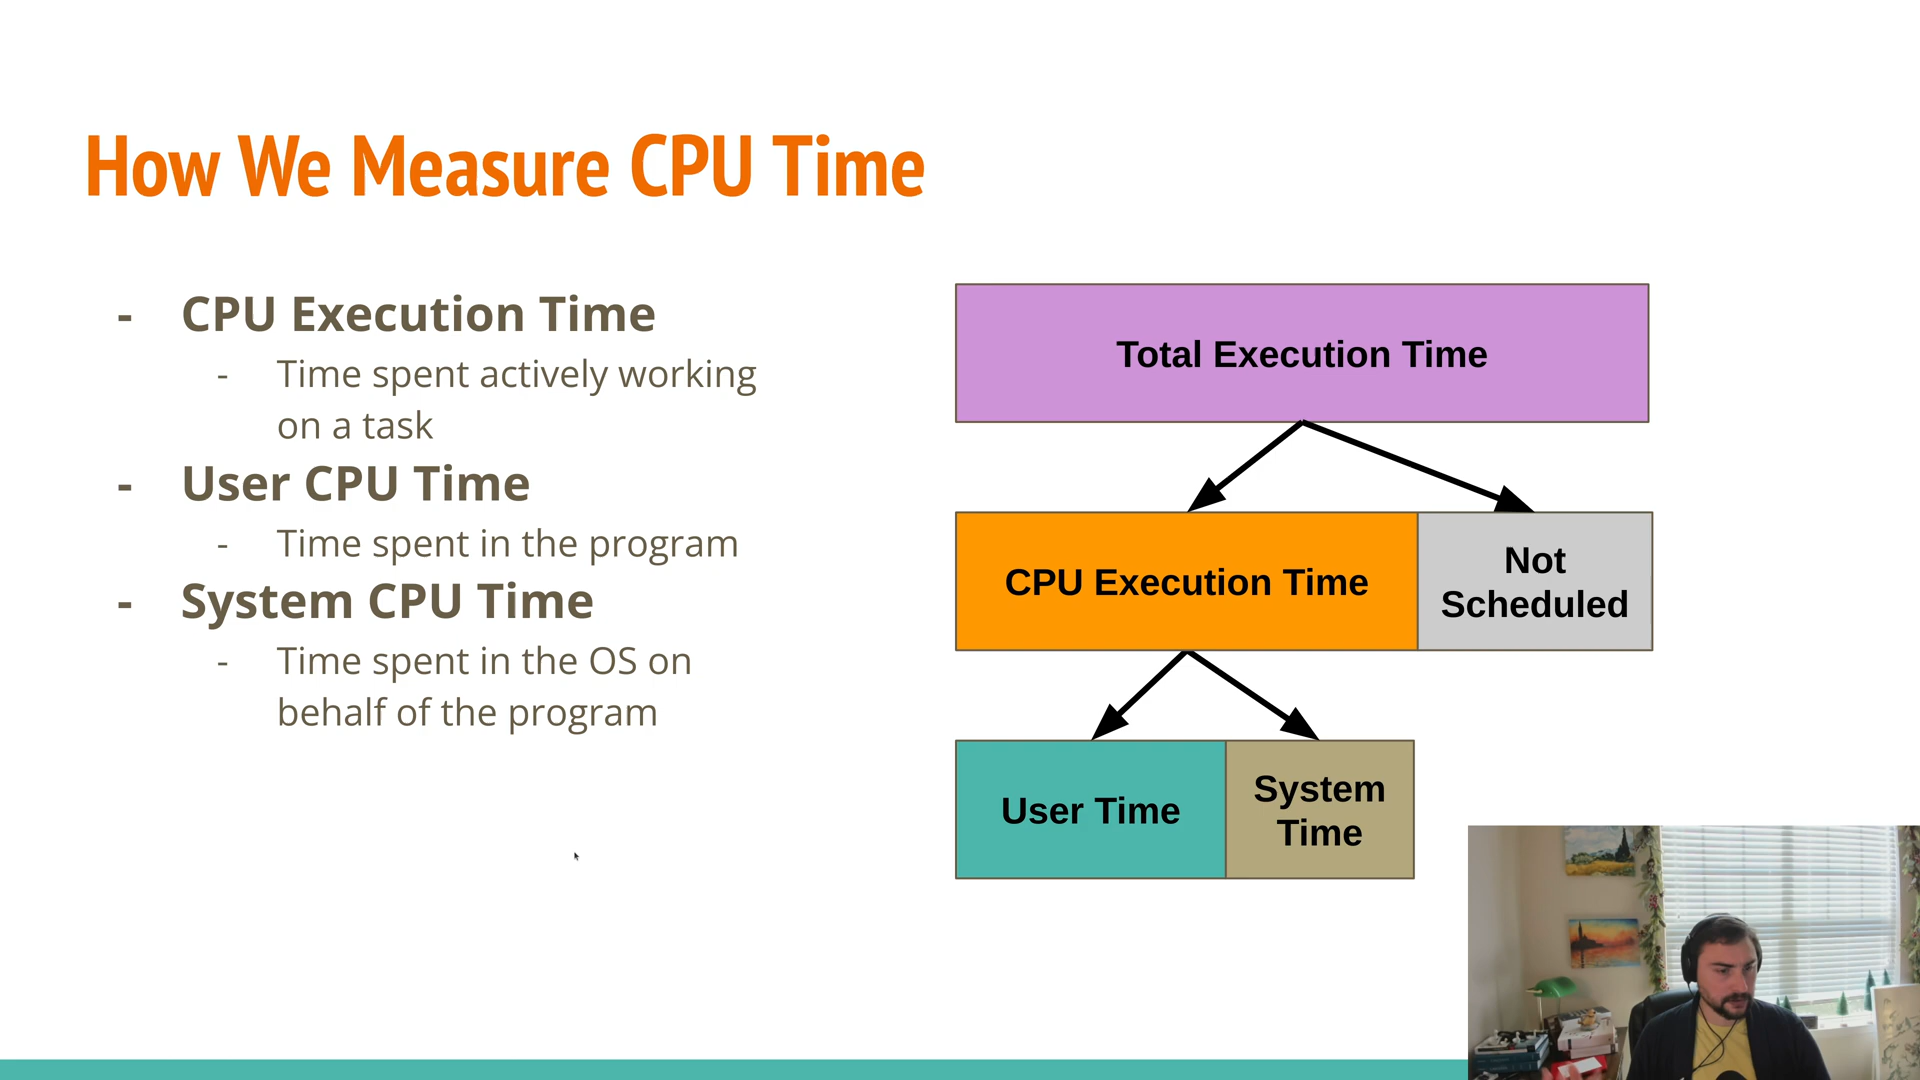 How We Measure CPU Time
- CPU Execution Time
- Time spent actively working
on a task
- User CPU Time
- Time spent in the program
- System CPU Time
- Time spent in the OS on
behalf of the program
Total Execution Time
CPU Execution Time
Not
Scheduled
User Time
System
Time